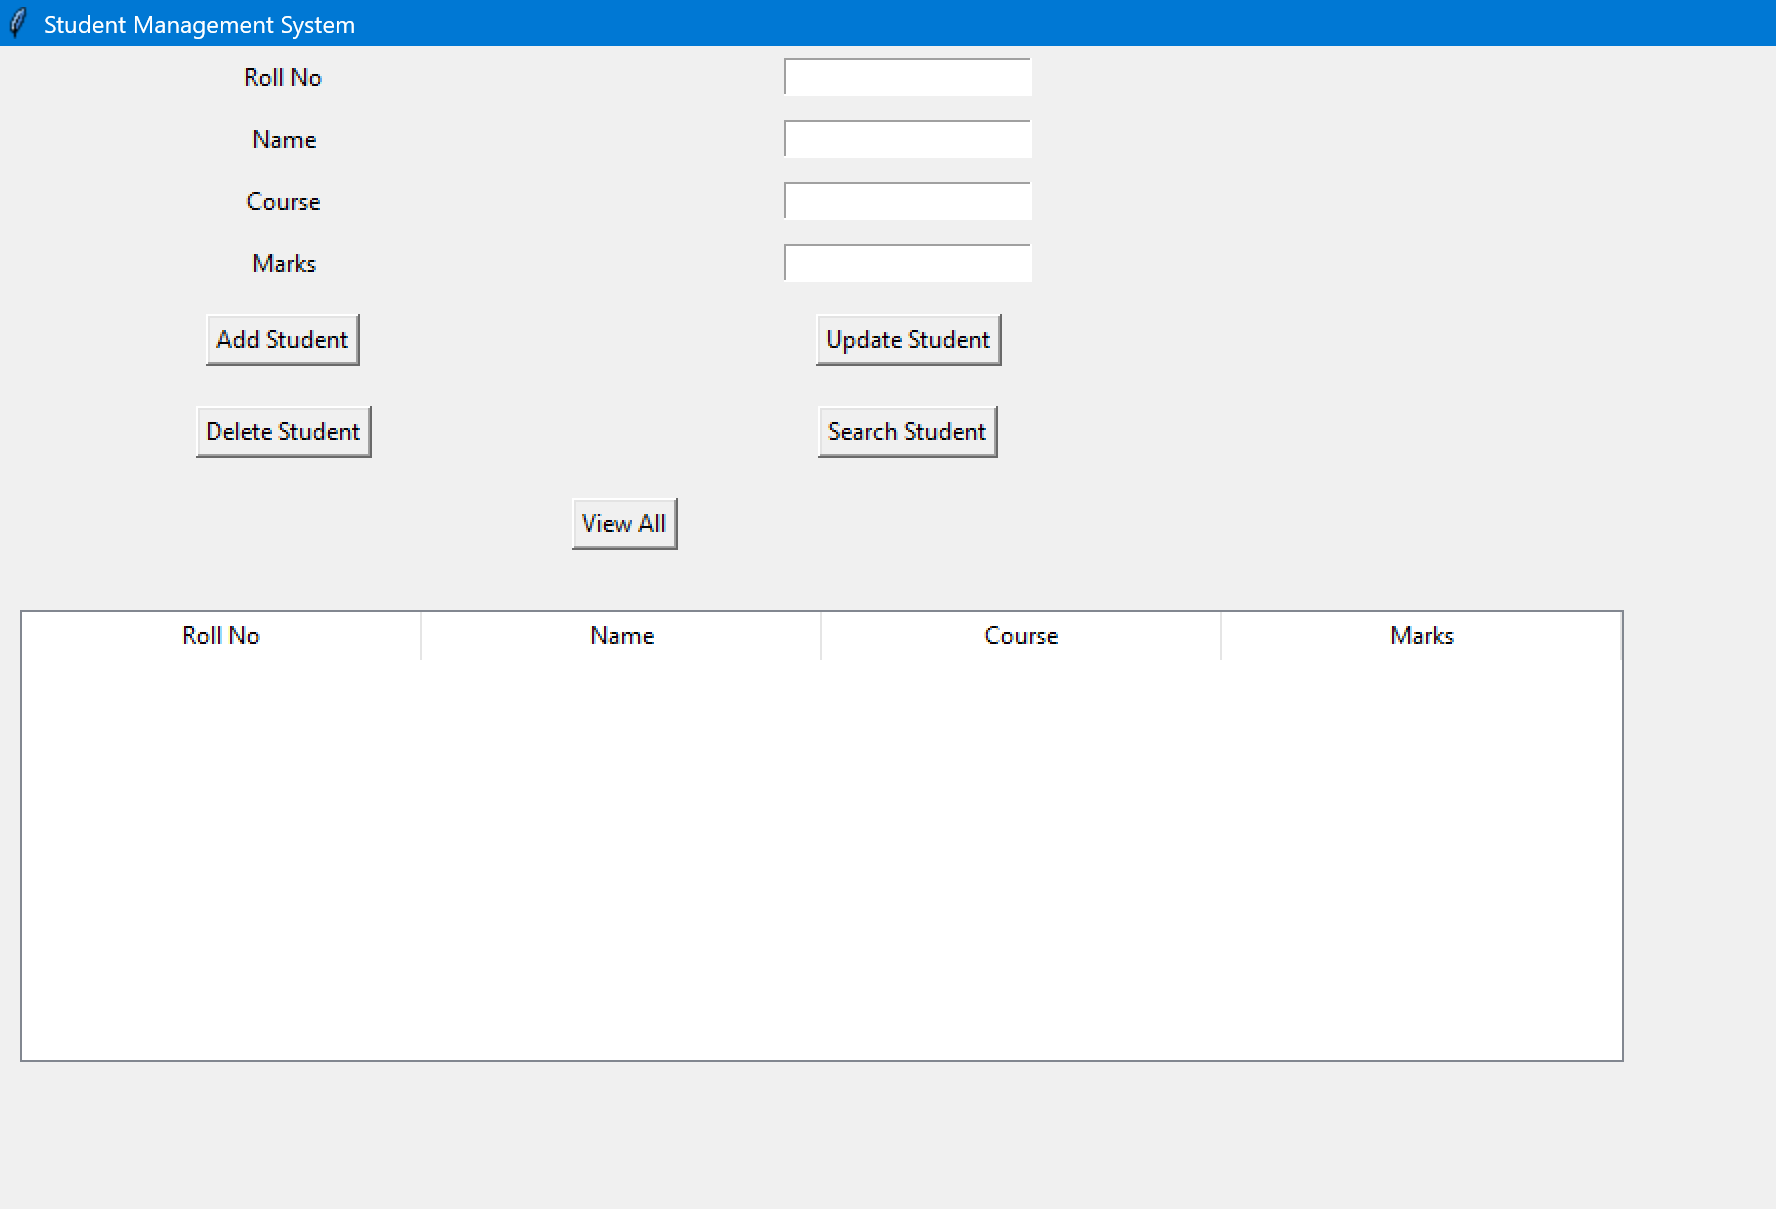 Student Management System
Roll No
Name
Course
Marks
Add Student Update Student
Delete Student Search Student
View All
Roll No Name Course Marks